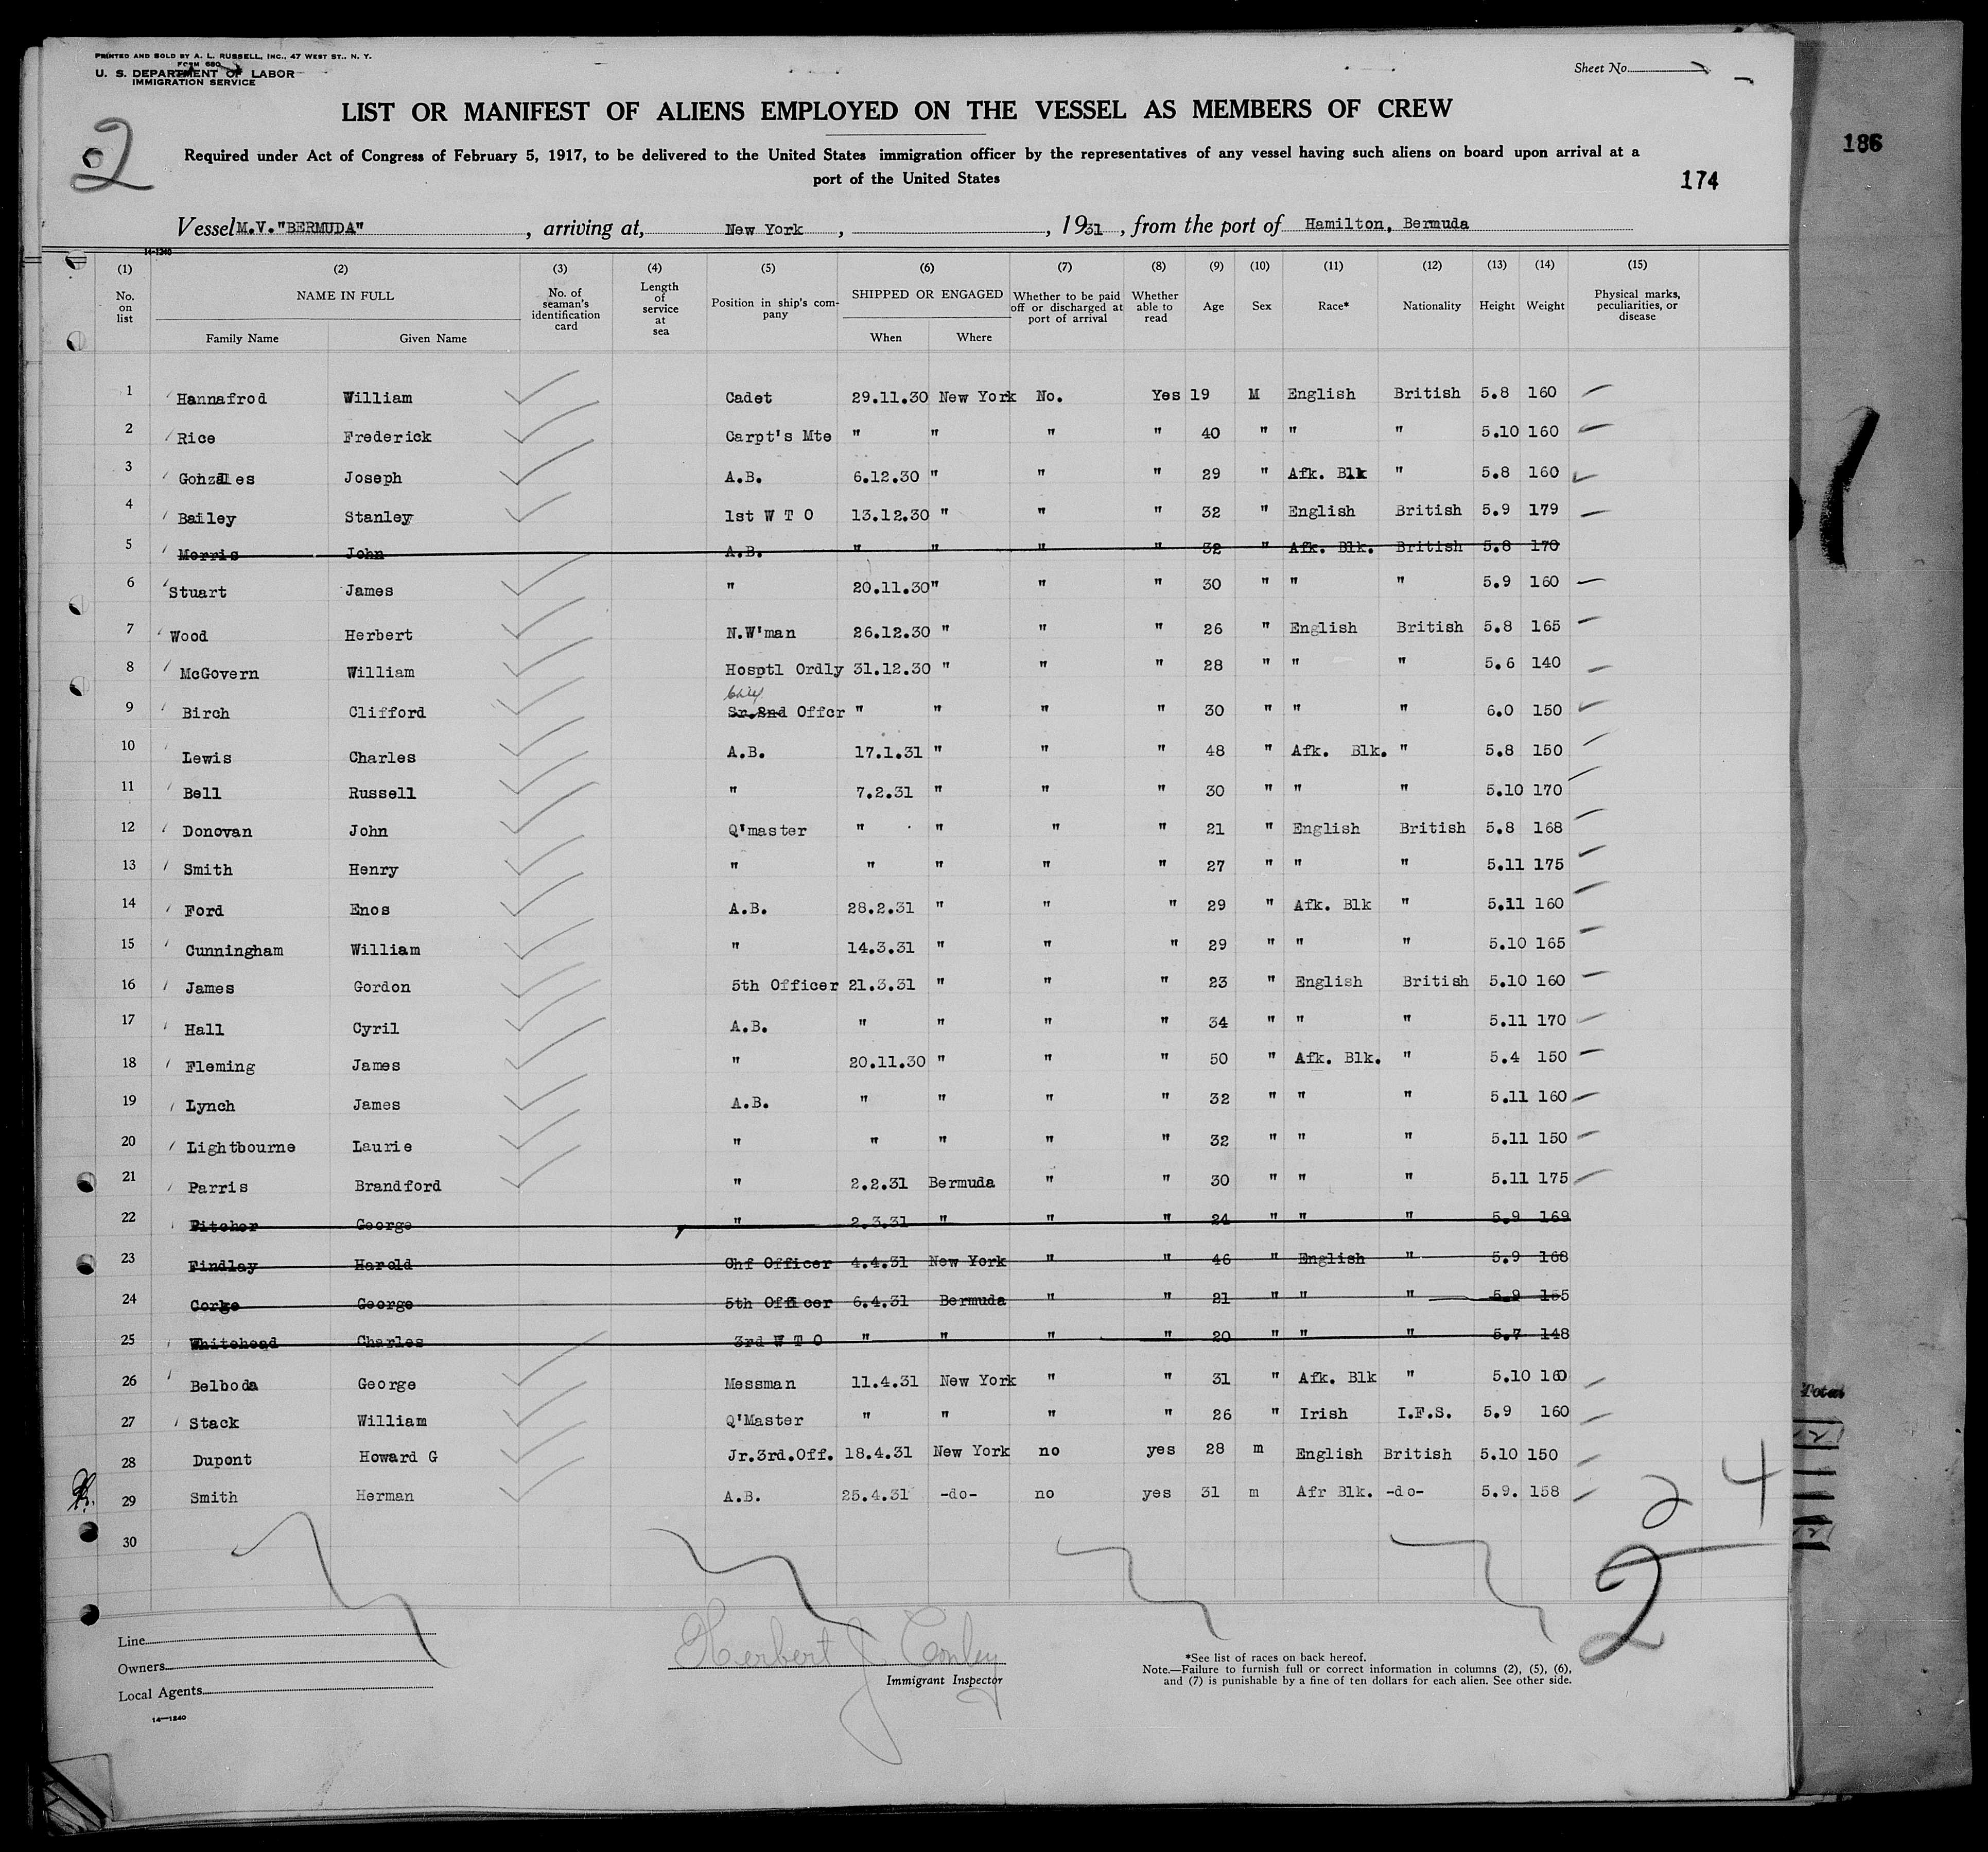 PRINTED AND SOLD BY A. L. RUSSELL, INC., 47 WEST ST., N. Y.
FORM 680
U. S. DEPARTMENT OF LABOR
IMMIGRATION SERVICE
Sheet No.
LIST OR MANIFEST OF ALIENS EMPLOYED ON THE VESSEL AS MEMBERS OF CREW
2
186
Required under Act of Congress of February 5, 1917, to be delivered to the United States immigration officer by the representatives of any vessel having such aliens on board upon arrival at a
port of the United States
174
Vessel M.V."BERMUDA", arriving at, New York, , 1931, from the port of Hamilton, Bermuda
14-1240
(1) (2) (3) (4) (5) (6) (7) (8) (9) (10) (11) (12) (13) (14) (15)
No. on list NAME IN FULL Family Name Given Name No. of seaman's identification card Length of service at sea Position in ship's company SHIPPED OR ENGAGED When Where Whether to be paid off or discharged at port of arrival Whether able to read Age Sex Race* Nationality Height Weight Physical marks, peculiarities, or disease
1 Hannafrod William Cadet 29.11.30 New York No. Yes 19 M English British 5.8 160
2 Rice Frederick Carpt's Mte " " " " 40 " " " 5.10 160
3 Gonzales Joseph A.B. 6.12.30 " " " 29 " Afk. Blk " 5.8 160
4 Bailey Stanley 1st W T O 13.12.30 " " " 32 " English British 5.9 179
5 Morris John A.B. " " " " 32 " Afk. Blk. British 5.8 170
6 Stuart James " 20.11.30 " " " 30 " " " 5.9 160
7 Wood Herbert N.W'man 26.12.30 " " " 26 " English British 5.8 165
8 McGovern William Hosptl Ordly 31.12.30 " " " 28 " " " 5.6 140
9 Birch Clifford Sr.2nd Offcr " " " " 30 " " " 6.0 150
10 Lewis Charles A.B. 17.1.31 " " " 48 " Afk. Blk. " 5.8 150
11 Bell Russell " 7.2.31 " " " 30 " " " 5.10 170
12 Donovan John Q'master " " " " 21 " English British 5.8 168
13 Smith Henry " " " " " 27 " " " 5.11 175
14 Ford Enos A.B. 28.2.31 " " " 29 " Afk. Blk " 5.11 160
15 Cunningham William " 14.3.31 " " " 29 " " " 5.10 165
16 James Gordon 5th Officer 21.3.31 " " " 23 " English British 5.10 160
17 Hall Cyril A.B. " " " " 34 " " " 5.11 170
18 Fleming James " 20.11.30 " " " 50 " Afk. Blk. " 5.4 150
19 Lynch James A.B. " " " " 32 " " " 5.11 160
20 Lightbourne Laurie " " " " " 32 " " " 5.11 150
21 Parris Brandford " 2.2.31 Bermuda " " 30 " " " 5.11 175
22 Pitcher George " 2.3.31 " " " 24 " " " 5.9 169
23 Findlay Harold Chf Officer 4.4.31 New York " " 46 " English " 5.9 168
24 Corke George 5th Officer 6.4.31 Bermuda " " 21 " " " 5.9 155
25 Whitehead Charles 3rd W T O " " " " 20 " " " 5.7 148
26 Belboda George Messman 11.4.31 New York " " 31 " Afk. Blk " 5.10 160
27 Stack William Q'Master " " " " 26 " Irish I.F.S. 5.9 160
28 Dupont Howard G Jr.3rd.Off. 18.4.31 New York no yes 28 m English British 5.10 150
29 Smith Herman A.B. 25.4.31 -do- no yes 31 m Afr Blk. -do- 5.9. 158
30
24
2
Total
Line
Owners
Local Agents
14—1240
Herbert J Conley
Immigrant Inspector
*See list of races on back hereof.
Note.—Failure to furnish full or correct information in columns (2), (5), (6),
and (7) is punishable by a fine of ten dollars for each alien. See other side.